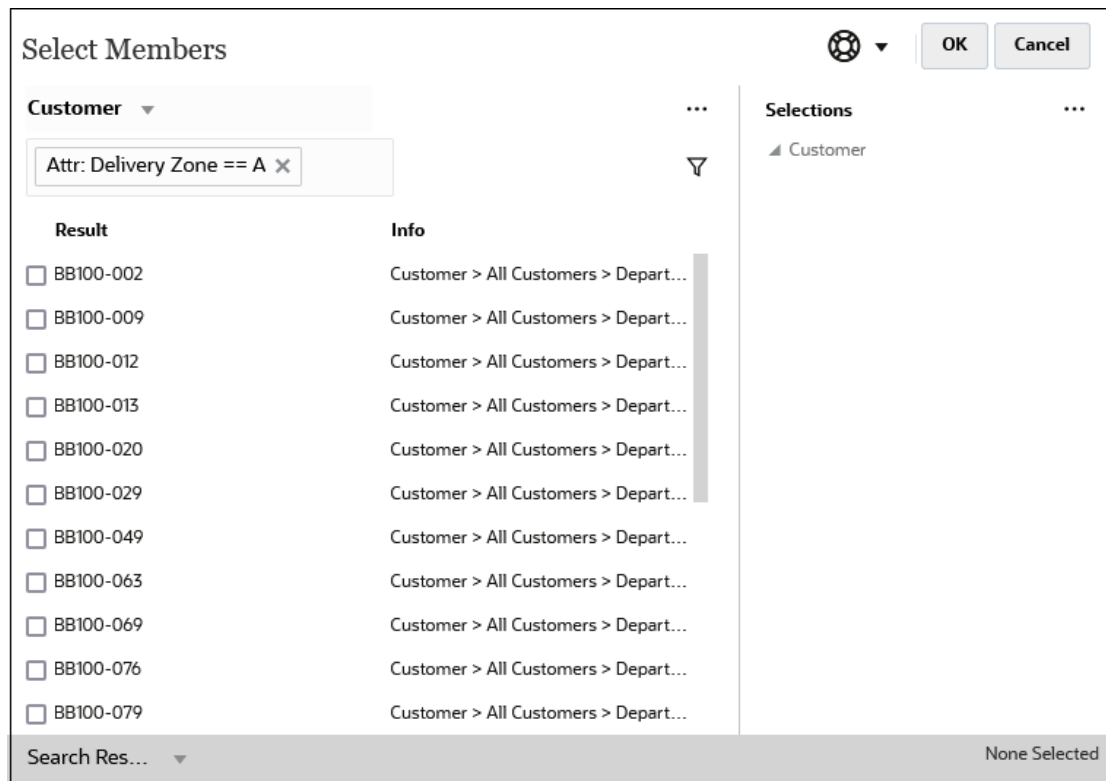 Select Members
OK Cancel
Customer
Selections
Customer
Attr: Delivery Zone == A
Result Info
BB100-002 Customer > All Customers > Depart...
BB100-009 Customer > All Customers > Depart...
BB100-012 Customer > All Customers > Depart...
BB100-013 Customer > All Customers > Depart...
BB100-020 Customer > All Customers > Depart...
BB100-029 Customer > All Customers > Depart...
BB100-049 Customer > All Customers > Depart...
BB100-063 Customer > All Customers > Depart...
BB100-069 Customer > All Customers > Depart...
BB100-076 Customer > All Customers > Depart...
BB100-079 Customer > All Customers > Depart...
Search Res... None Selected